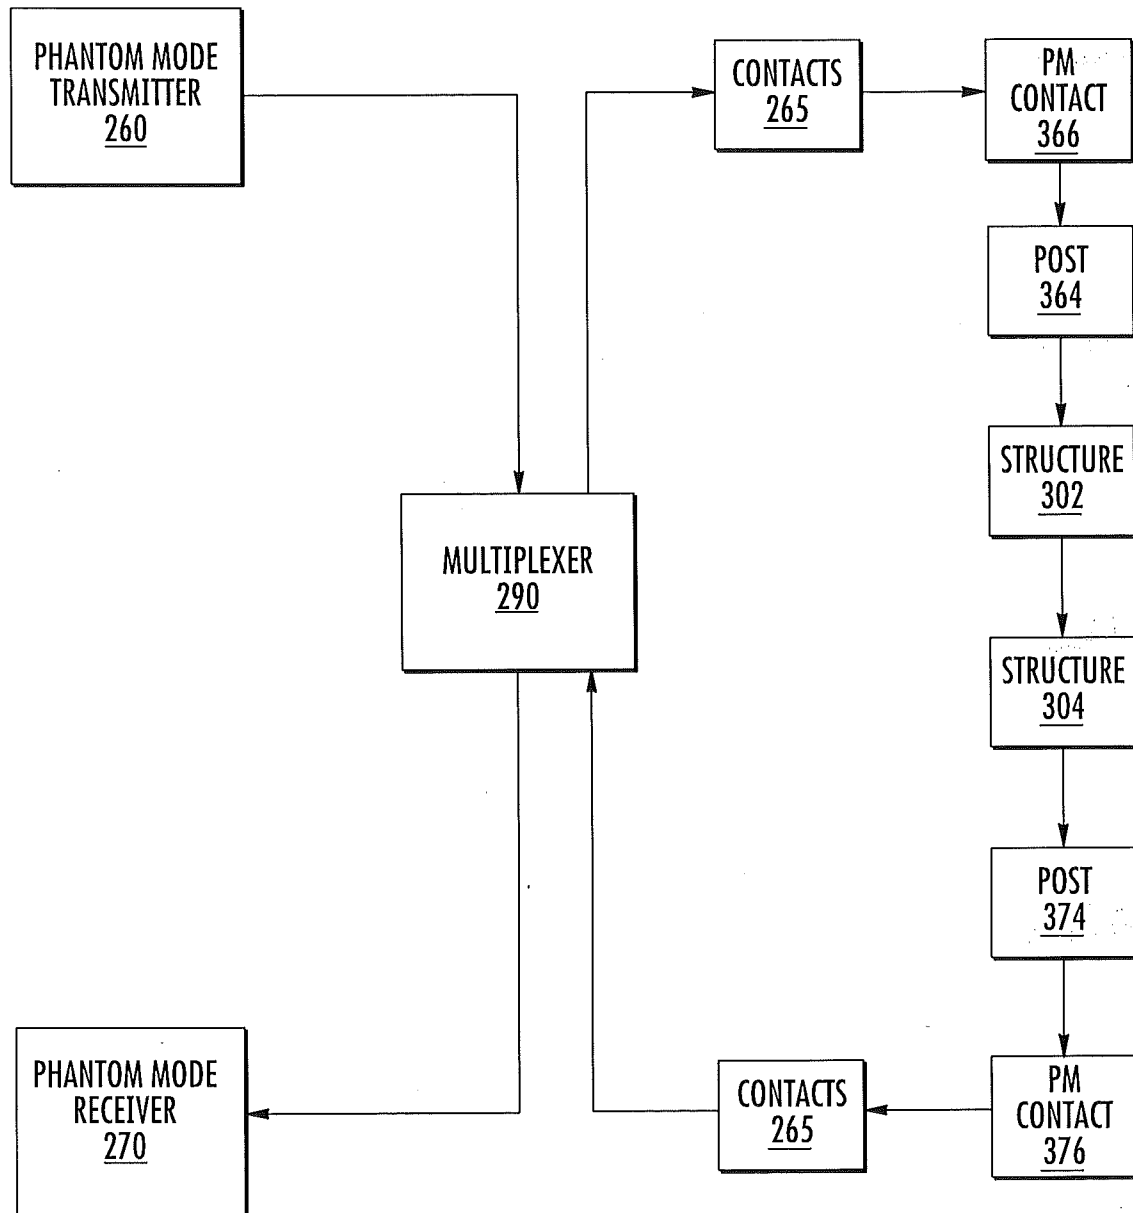 PHANTOM MODE
TRANSMITTER
260
CONTACTS
265
PM
CONTACT
366
POST
364
STRUCTURE
302
MULTIPLEXER
290
STRUCTURE
304
POST
374
PHANTOM MODE
RECEIVER
270
CONTACTS
265
PM
CONTACT
376